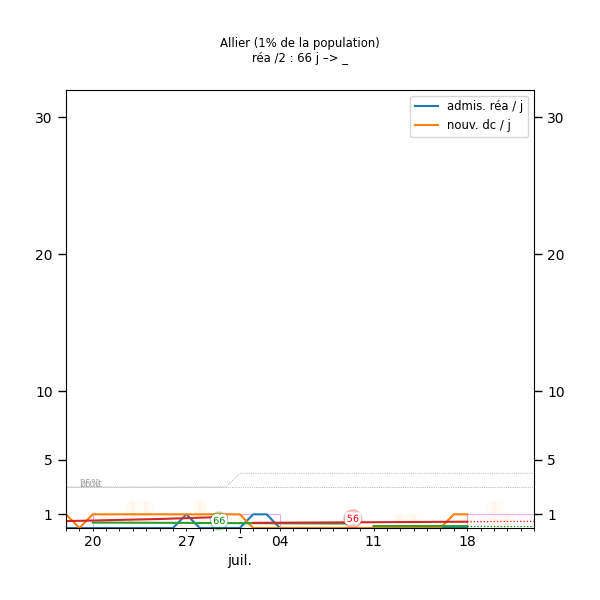 Allier (1% de la population)
réa /2 : 66 j –> _
admis. réa / j
nouv. dc / j
30 30
20 20
10 10
5 5
1 1
66
56
20 27 - 04 11 18
juil.